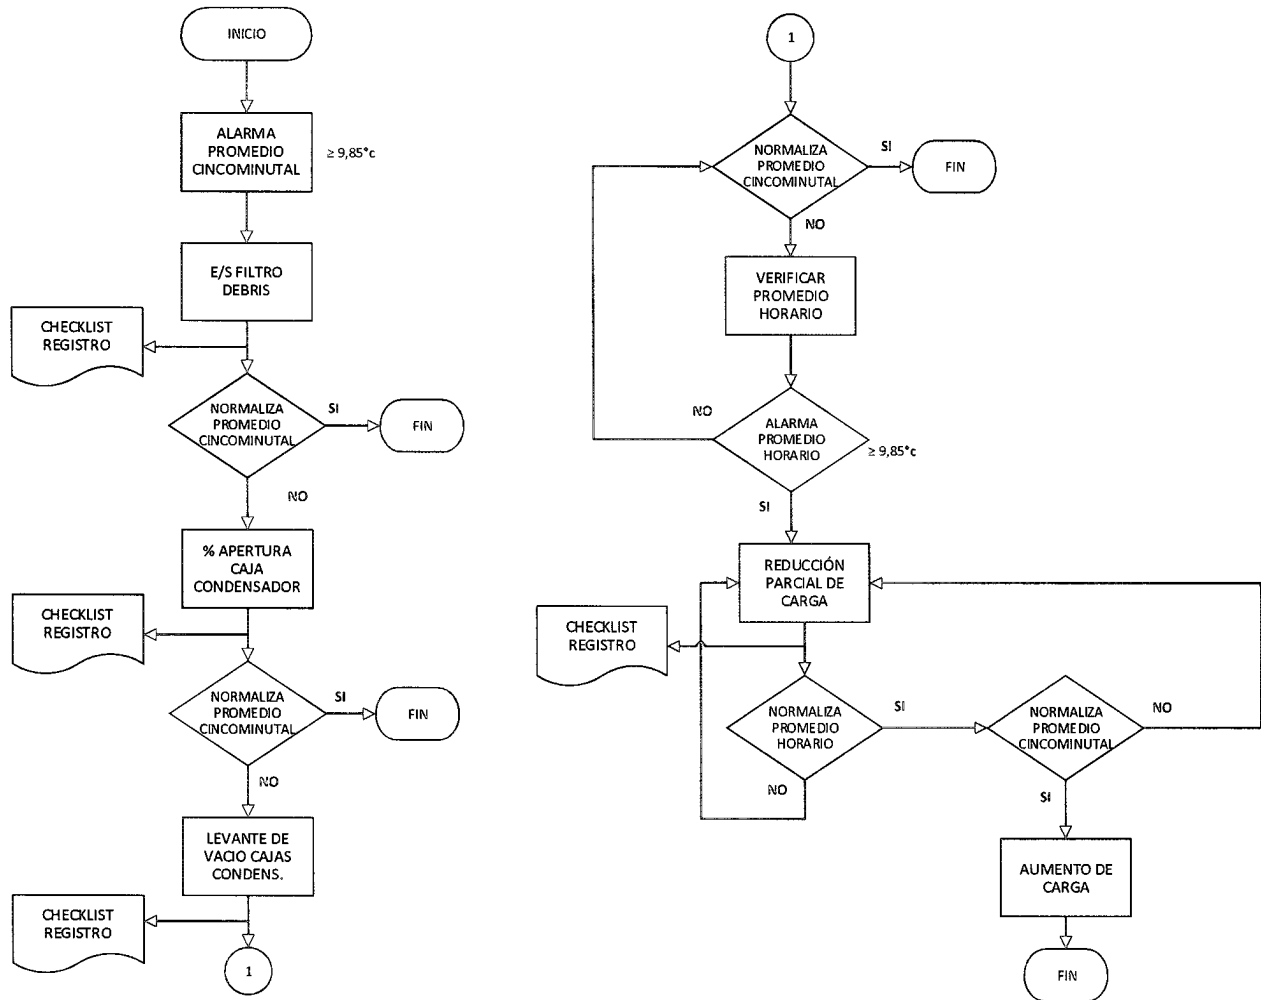 INICIO
ALARMA
PROMEDIO
CINCOMINUTAL
≥ 9,85°c
E/S FILTRO
DEBRIS
CHECKLIST
REGISTRO
NORMALIZA
PROMEDIO
CINCOMINUTAL
SI
FIN
NO
% APERTURA
CAJA
CONDENSADOR
CHECKLIST
REGISTRO
NORMALIZA
PROMEDIO
CINCOMINUTAL
SI
FIN
NO
LEVANTE DE
VACIO CAJAS
CONDENS.
CHECKLIST
REGISTRO
1
1
NORMALIZA
PROMEDIO
CINCOMINUTAL
SI
FIN
NO
VERIFICAR
PROMEDIO
HORARIO
NO
ALARMA
PROMEDIO
HORARIO
≥ 9,85°c
SI
REDUCCIÓN
PARCIAL DE
CARGA
CHECKLIST
REGISTRO
NORMALIZA
PROMEDIO
HORARIO
SI
NO
NORMALIZA
PROMEDIO
CINCOMINUTAL
NO
SI
AUMENTO DE
CARGA
FIN